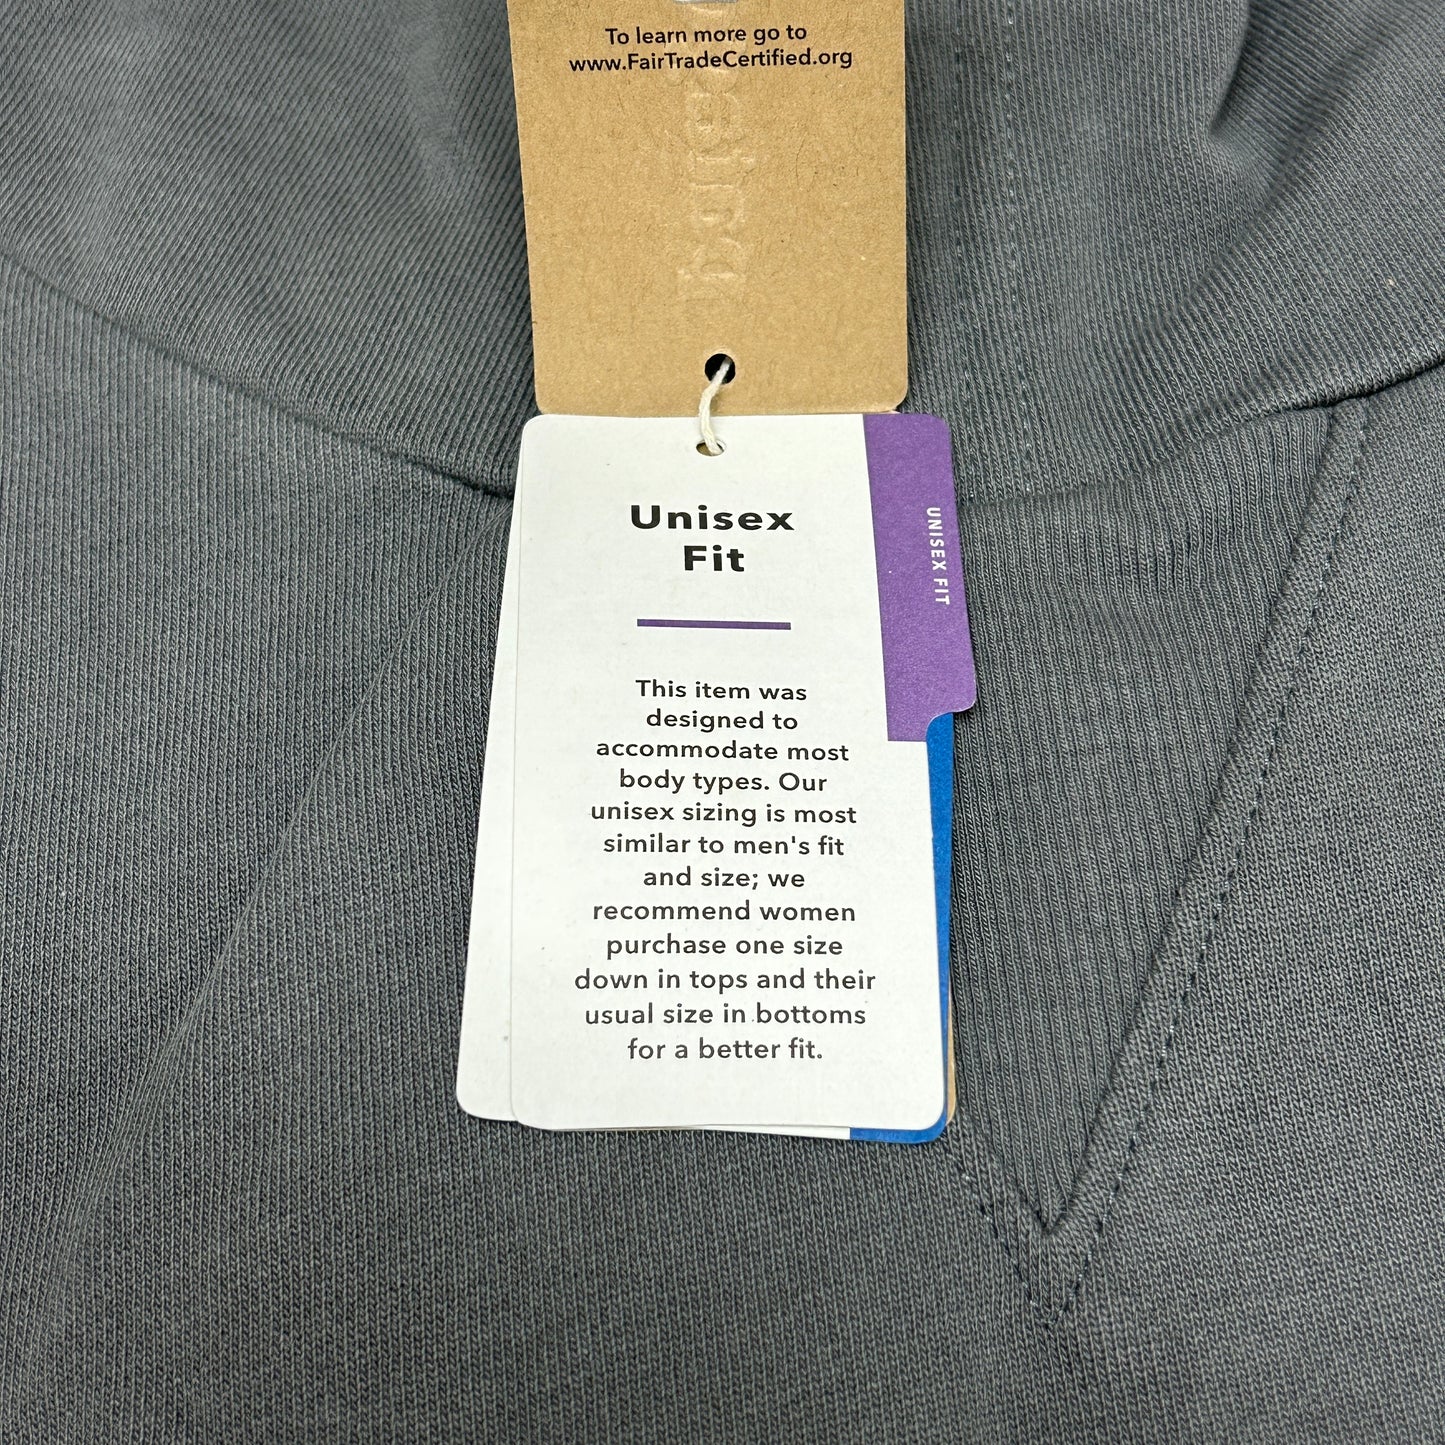 To learn more go to
www.FairTradeCertified.org
Unisex
Fit
UNISEX FIT
This item was
designed to
accommodate most
body types. Our
unisex sizing is most
similar to men's fit
and size; we
recommend women
purchase one size
down in tops and their
usual size in bottoms
for a better fit.